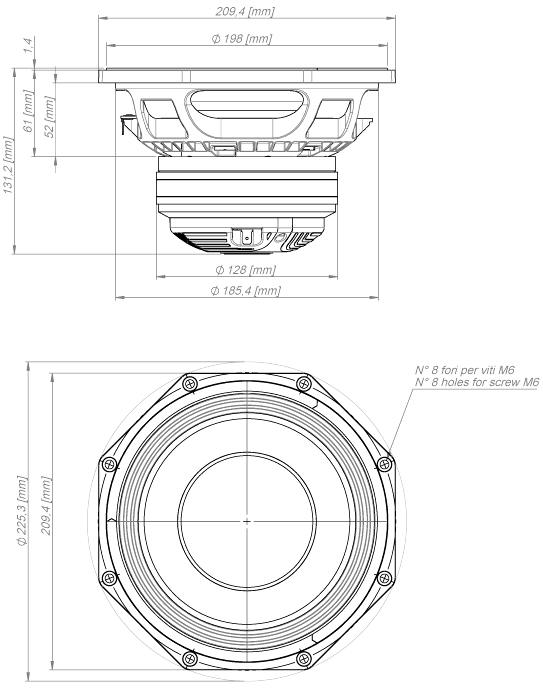 209,4 [mm]
Ф 198 [mm]
1,4
61 [mm]
52 [mm]
131,2 [mm]
Ф 128 [mm]
Ф 185,4 [mm]
N° 8 fori per viti M6
N° 8 holes for screw M6
Ф 225,3 [mm]
209,4 [mm]